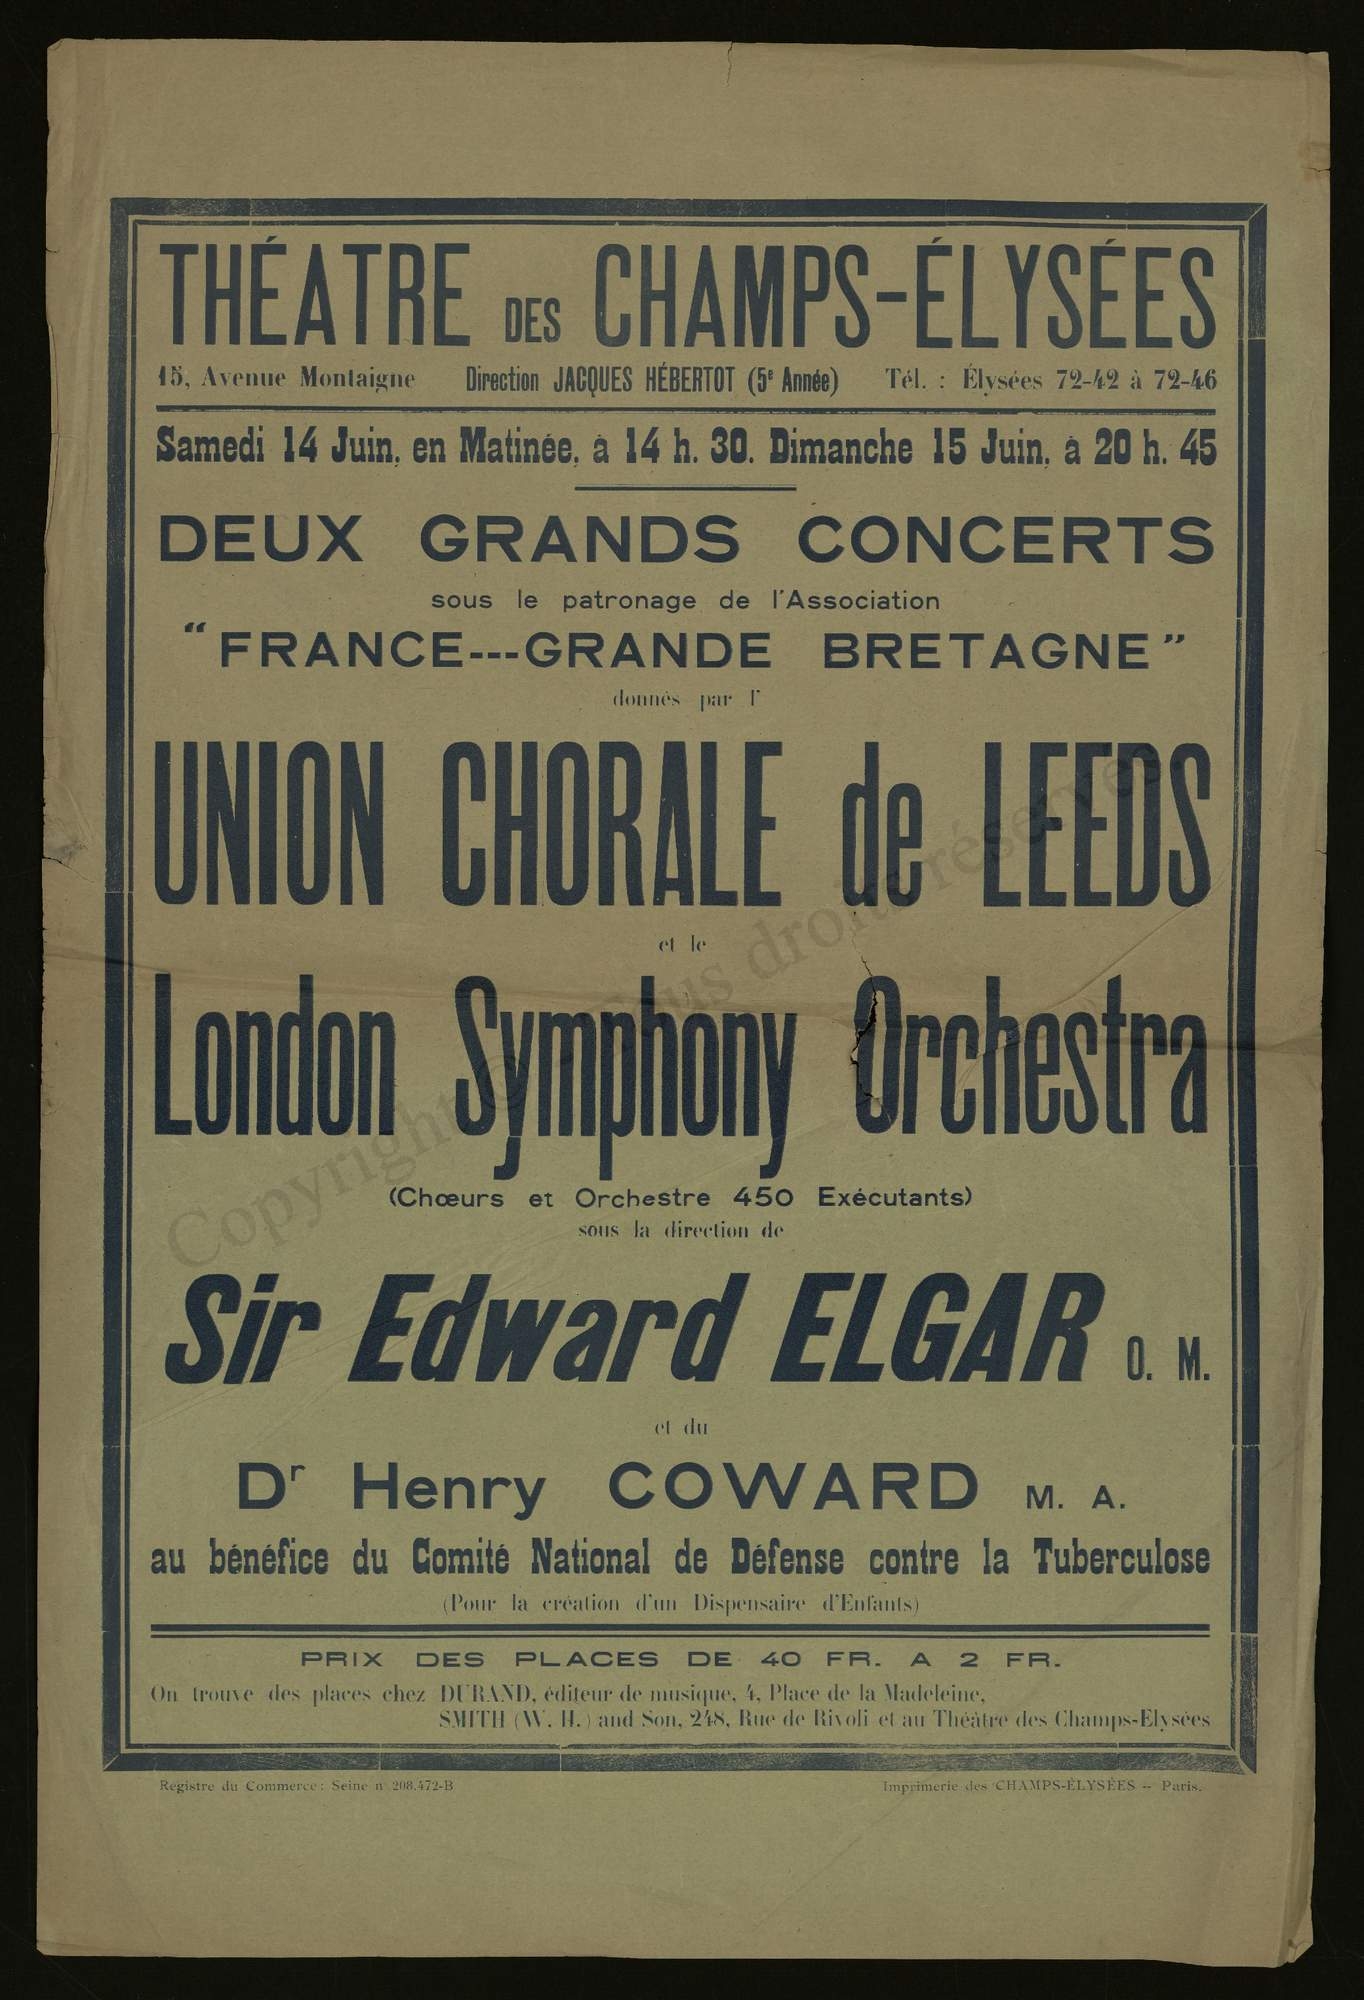 THÉATRE DES CHAMPS-ÉLYSÉES
15, Avenue Montaigne Direction JACQUES HÉBERTOT (5e Année) Tél. : Élysées 72-42 à 72-46
Samedi 14 Juin, en Matinée, à 14 h. 30. Dimanche 15 Juin, à 20 h. 45
DEUX GRANDS CONCERTS
sous le patronage de l'Association
“FRANCE---GRANDE BRETAGNE”
donnés par l'
UNION CHORALE de LEEDS
et le
London Symphony Orchestra
(Chœurs et Orchestre 450 Exécutants)
sous la direction de
Sir Edward ELGAR O. M.
et du
Dr Henry COWARD M. A.
au bénéfice du Comité National de Défense contre la Tuberculose
(Pour la création d'un Dispensaire d'Enfants)
PRIX DES PLACES DE 40 FR. A 2 FR.
On trouve des places chez DURAND, éditeur de musique, 4, Place de la Madeleine,
SMITH (W. H.) and Son, 248, Rue de Rivoli et au Théâtre des Champs-Elysées
Registre du Commerce : Seine n° 208.472-B Imprimerie des CHAMPS-ÉLYSÉES -- Paris.
Copyright © - Tous droits réservés